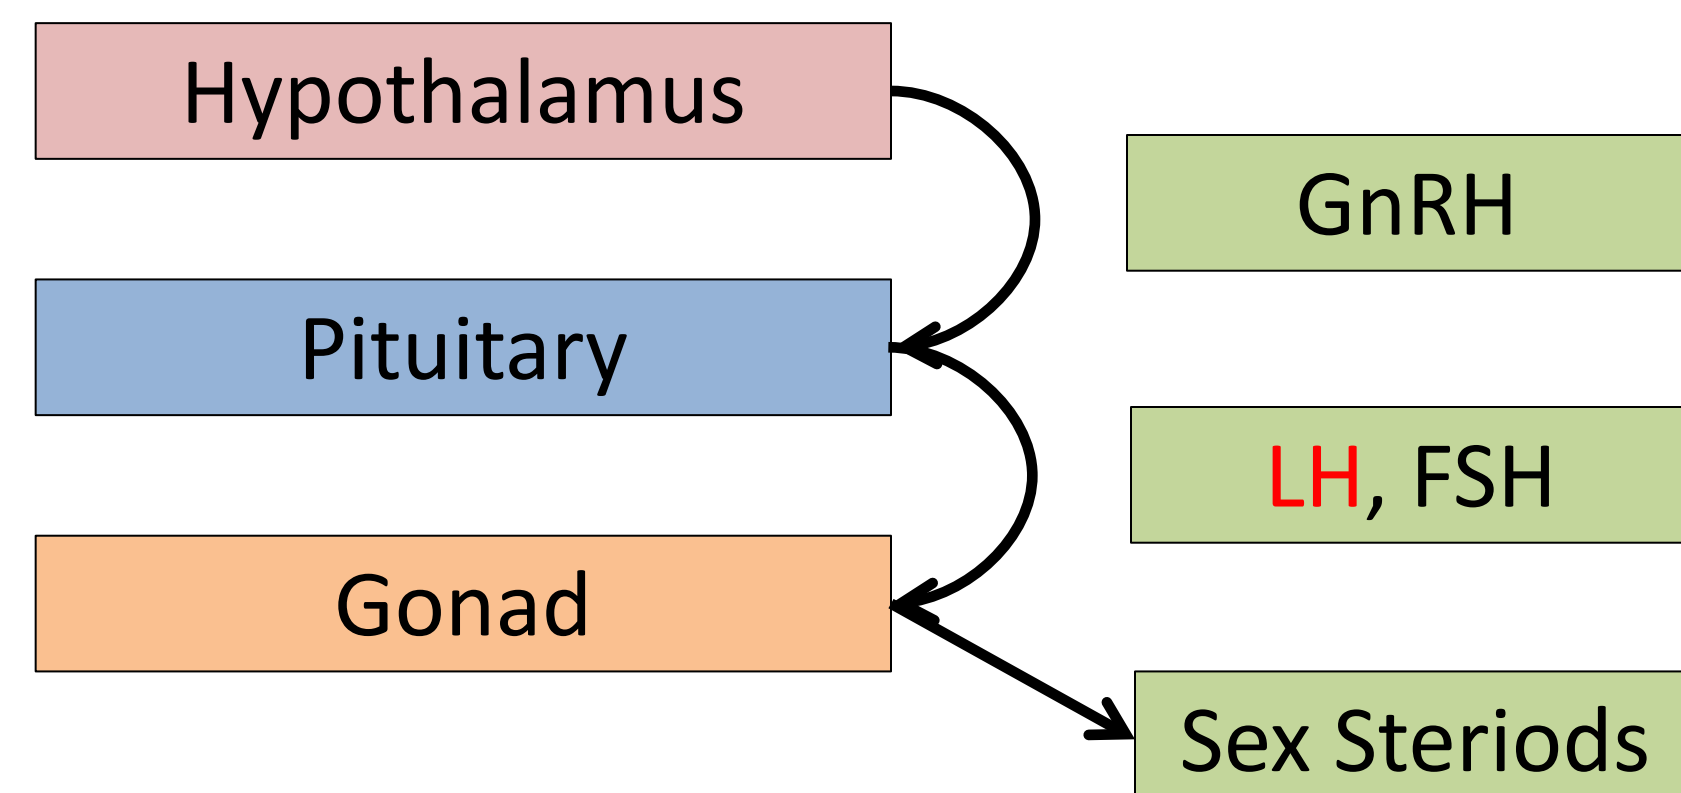 Hypothalamus
GnRH
Pituitary
LH, FSH
Gonad
Sex Steriods